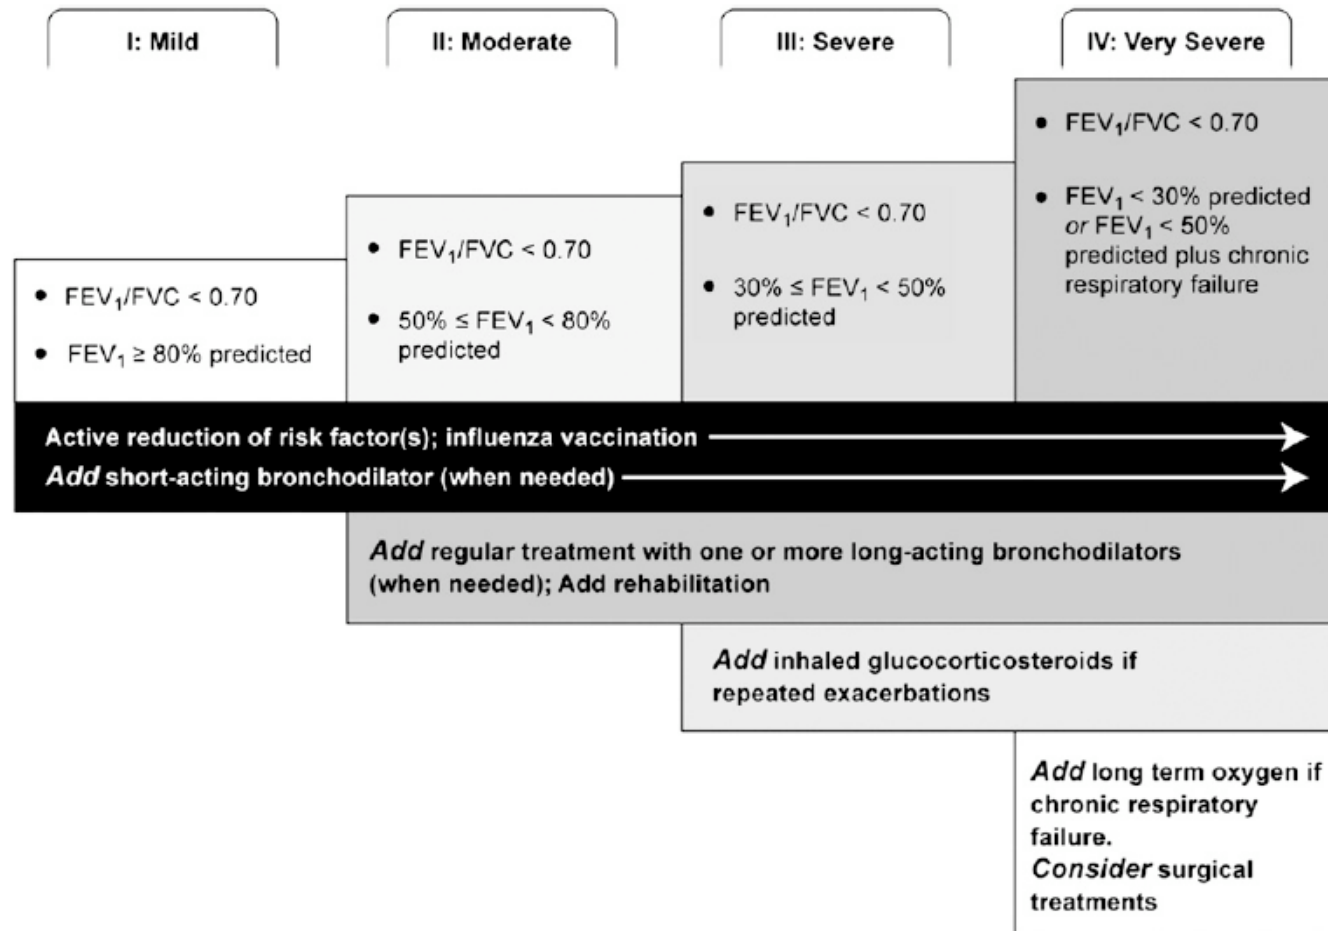 I: Mild
II: Moderate
III: Severe
IV: Very Severe
• FEV₁/FVC < 0.70
• FEV₁ ≥ 80% predicted
• FEV₁/FVC < 0.70
• 50% ≤ FEV₁ < 80%
predicted
• FEV₁/FVC < 0.70
• 30% ≤ FEV₁ < 50%
predicted
• FEV₁/FVC < 0.70
• FEV₁ < 30% predicted
or FEV₁ < 50%
predicted plus chronic
respiratory failure
Active reduction of risk factor(s); influenza vaccination
Add short-acting bronchodilator (when needed)
Add regular treatment with one or more long-acting bronchodilators
(when needed); Add rehabilitation
Add inhaled glucocorticosteroids if
repeated exacerbations
Add long term oxygen if
chronic respiratory
failure.
Consider surgical
treatments